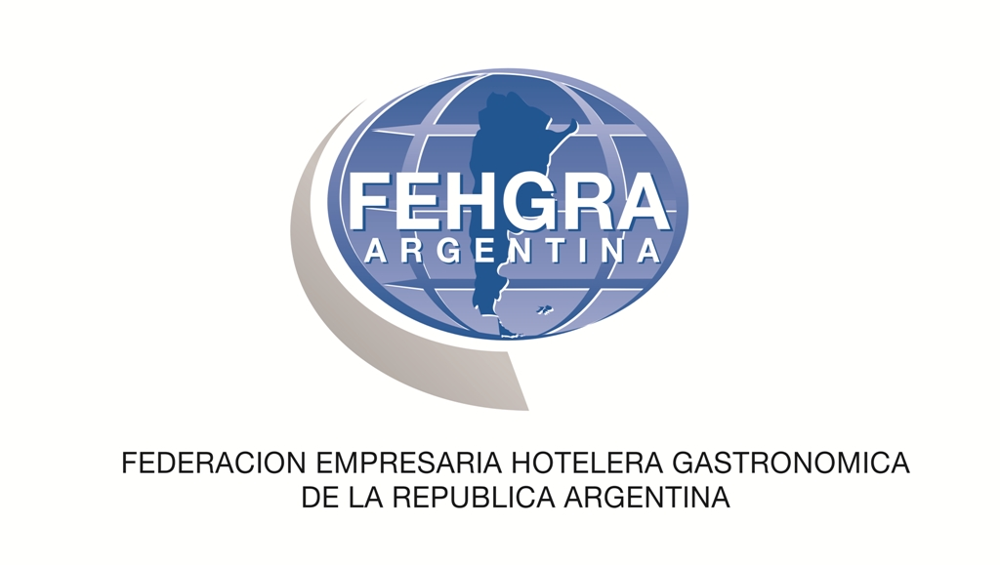 FEHGRA
ARGENTINA
FEDERACION EMPRESARIA HOTELERA GASTRONOMICA
DE LA REPUBLICA ARGENTINA